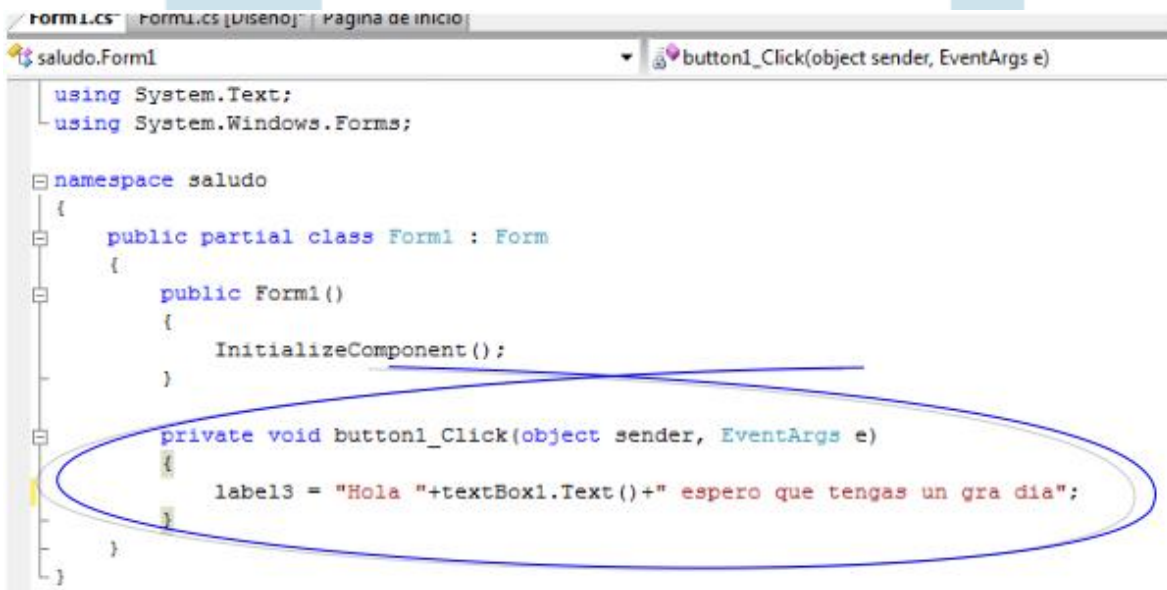 Form1.cs* Form1.cs [Diseño]* Página de inicio
saludo.Form1 button1_Click(object sender, EventArgs e)
using System.Text;
using System.Windows.Forms;
namespace saludo
{
public partial class Form1 : Form
{
public Form1()
{
InitializeComponent();
}
private void button1_Click(object sender, EventArgs e)
{
label3 = "Hola "+textBox1.Text()+" espero que tengas un gra dia";
}
}
}